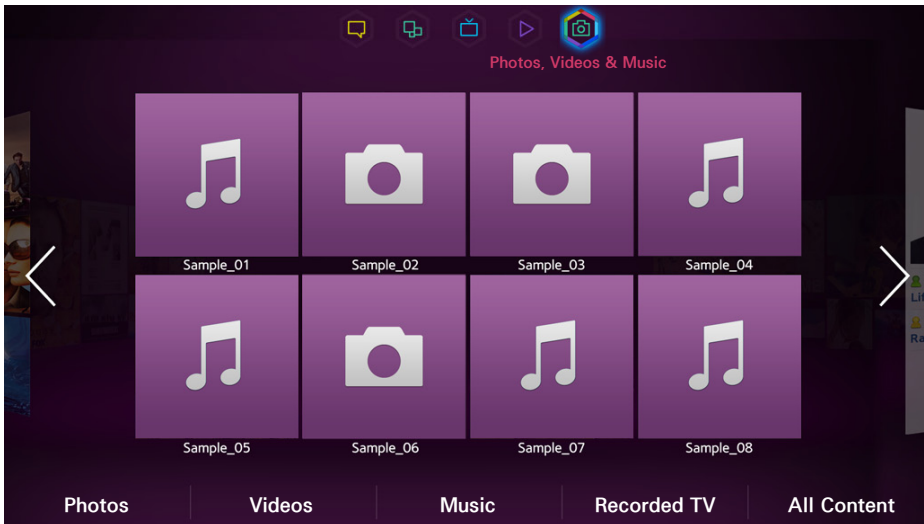 Photos, Videos & Music
Sample_01 Sample_02 Sample_03 Sample_04
Sample_05 Sample_06 Sample_07 Sample_08
Photos Videos Music Recorded TV All Content